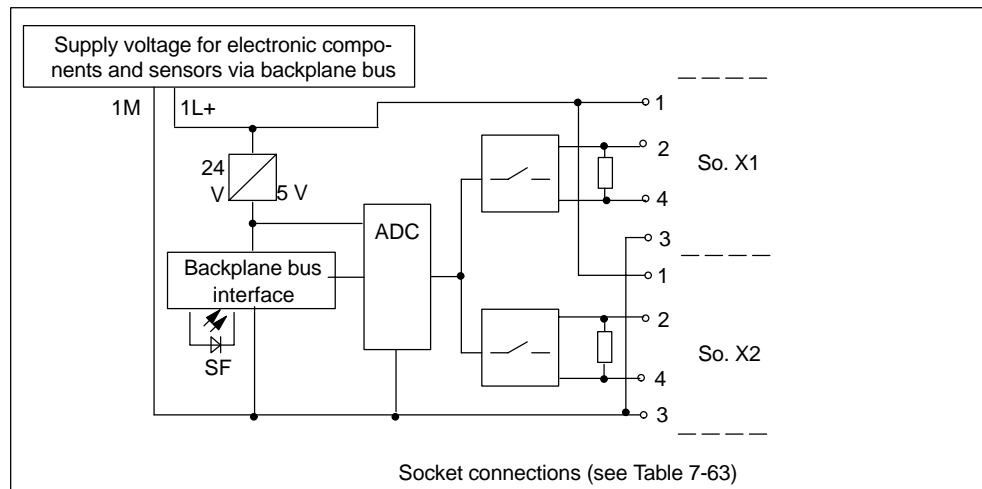 Supply voltage for electronic compo-
nents and sensors via backplane bus
1M
1L+
1
2
So. X1
4
3
24
V
5 V
ADC
Backplane bus
interface
SF
1
2
So. X2
4
3
Socket connections (see Table 7-63)